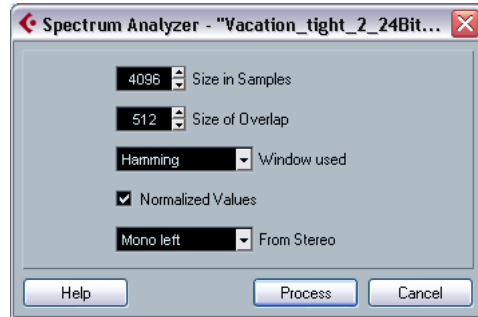 Spectrum Analyzer - "Vacation_tight_2_24Bit...
4096 Size in Samples
512 Size of Overlap
Hamming Window used
Normalized Values
Mono left From Stereo
Help Process Cancel